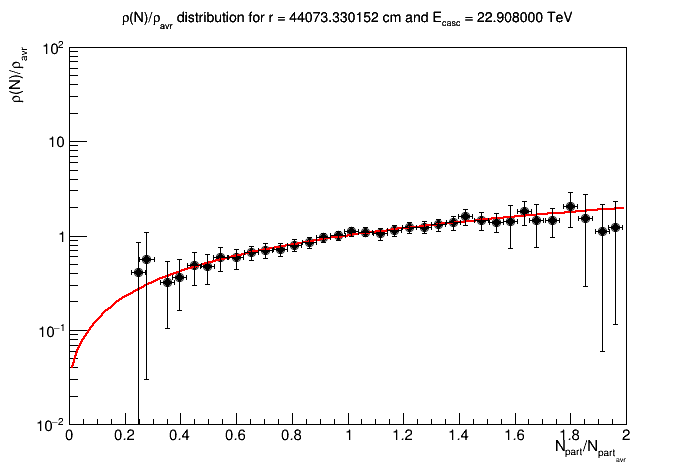 ρ(N)/ρavr distribution for r = 44073.330152 cm and Ecasc = 22.908000 TeV
ρ(N)/ρavr
10²
10
1
10⁻¹
10⁻²
0 0.2 0.4 0.6 0.8 1 1.2 1.4 1.6 1.8 2
Npart/Npartavr